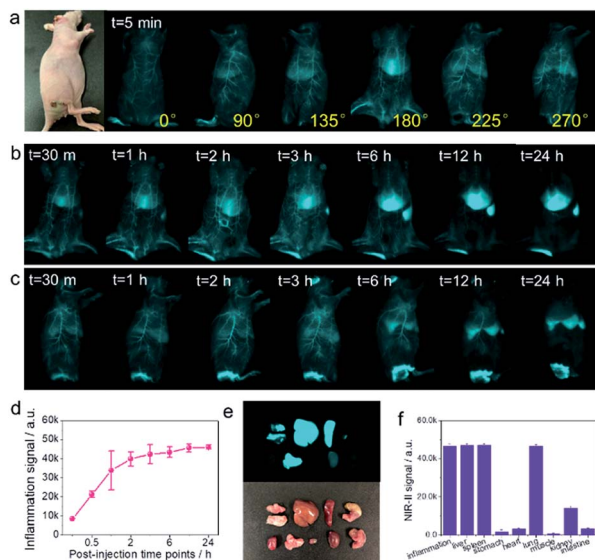 a
t=5 min
0°
90°
135°
180°
225°
270°
b
t=30 m
t=1 h
t=2 h
t=3 h
t=6 h
t=12 h
t=24 h
c
t=30 m
t=1 h
t=2 h
t=3 h
t=6 h
t=12 h
t=24 h
d
Inflammation signal / a.u.
60k
50k
40k
30k
20k
10k
0
0.5
2
6
24
Post-injection time points / h
e
f
NIR-II signal / a.u.
60.0k
40.0k
20.0k
0.0
inflammation
liver
spleen
stomach
heart
lung
muscle
kidney
intestine